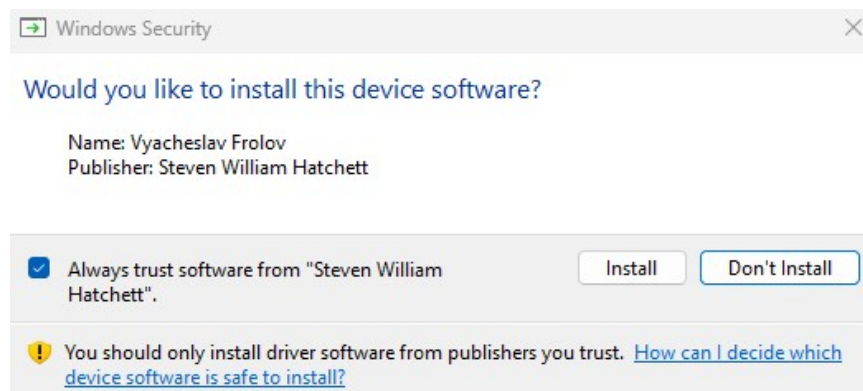 Windows Security
Would you like to install this device software?
Name: Vyacheslav Frolov
Publisher: Steven William Hatchett
Always trust software from "Steven William
Hatchett".
Install
Don't Install
You should only install driver software from publishers you trust. How can I decide which
device software is safe to install?